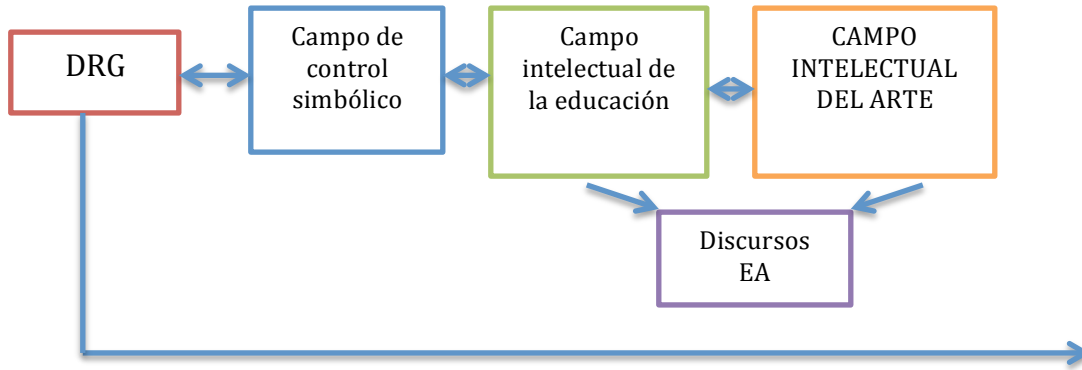 DRG
Campo de
control
simbólico
Campo
intelectual de
la educación
CAMPO
INTELECTUAL
DEL ARTE
Discursos
EA